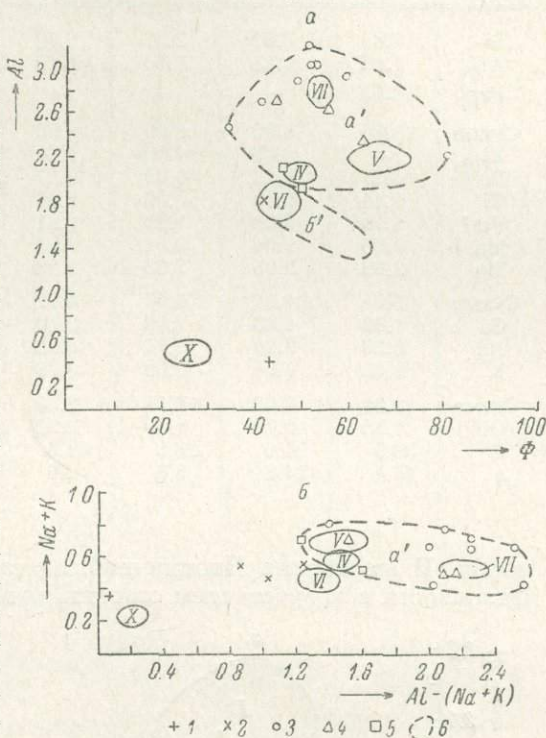 а
Al
3.0
2.6
2.2
1.8
1.4
1.0
0.6
0.2
VII
а'
V
IV
VI
б'
X
20 40 60 80 100
Ф
б
Na+K
1.0
0.6
0.2
V
IV
VI
а'
VII
X
0.4 0.8 1.2 1.6 2.0 2.4
Al-(Na+K)
+ 1 × 2 ○ 3 △ 4 □ 5 6